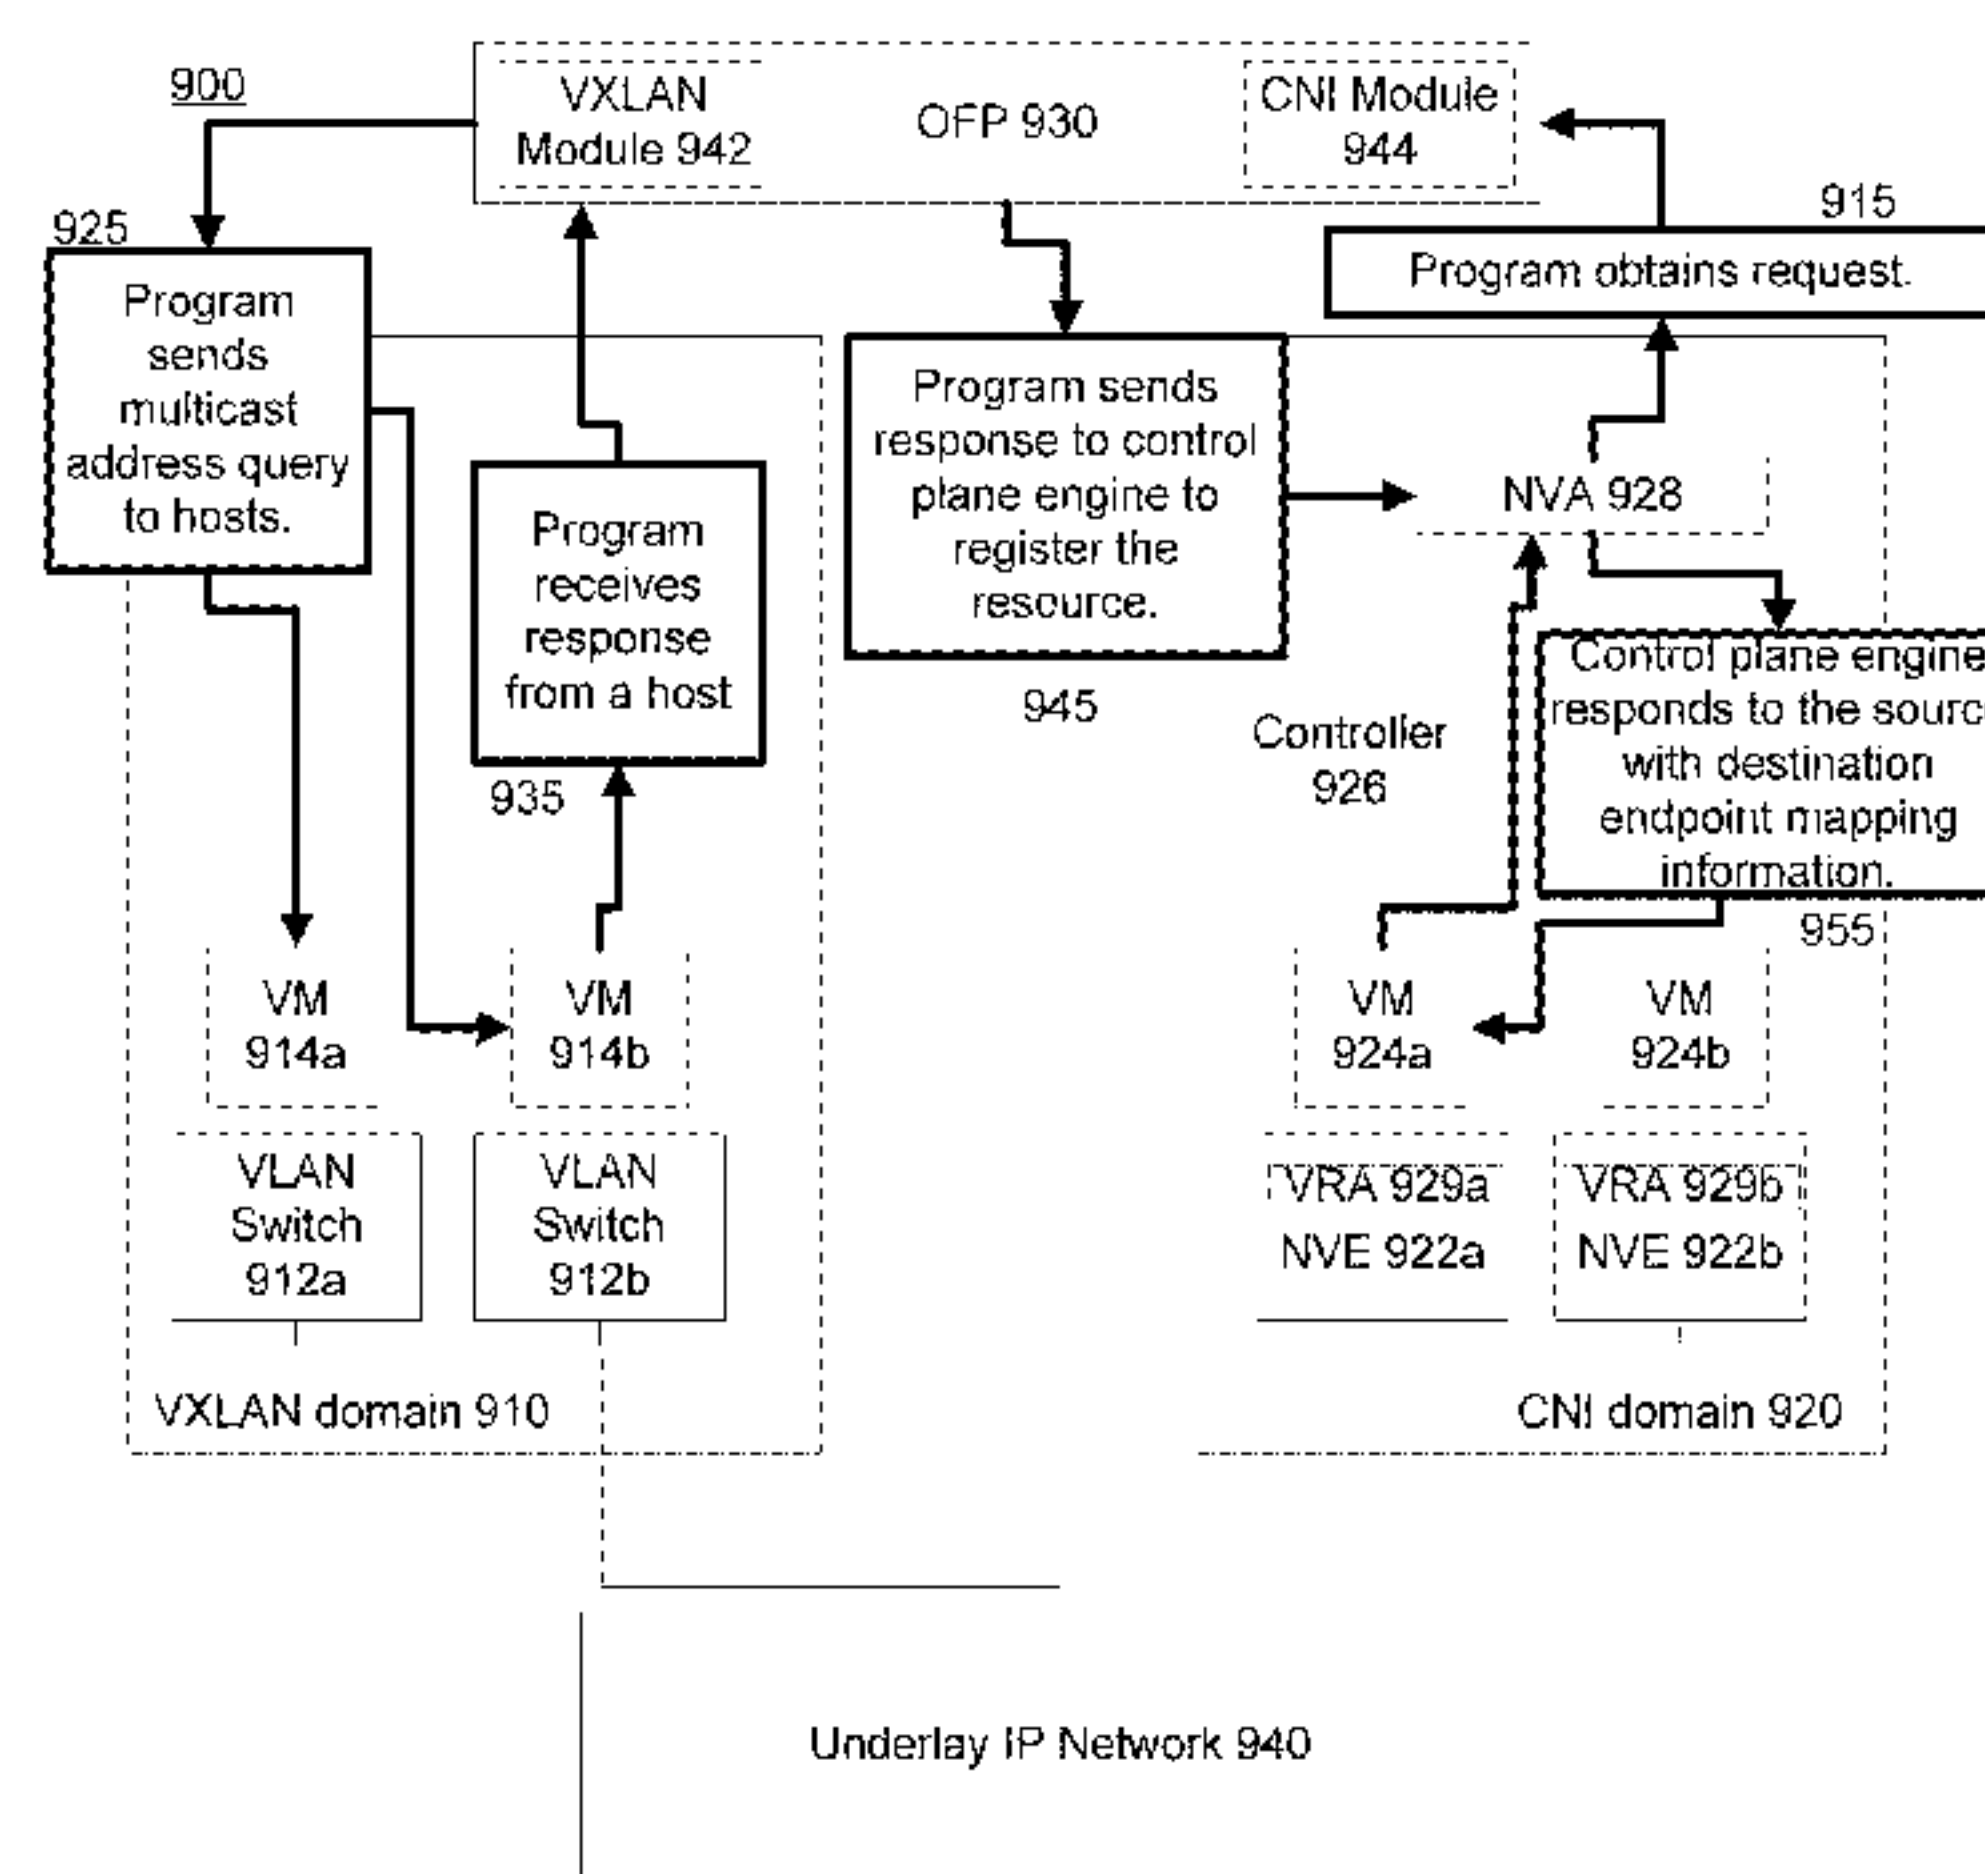 900
VXLAN
Module 942
OFP 930
CNI Module
944
915
Program obtains request.
925
Program
sends
multicast
address query
to hosts.
Program
receives
response
from a host
935
Program sends
response to control
plane engine to
register the
resource.
945
NVA 928
Controller
926
Control plane engine
responds to the sourc
with destination
endpoint mapping
information.
955
VM
914a
VM
914b
VM
924a
VM
924b
VLAN
Switch
912a
VLAN
Switch
912b
VRA 929a
NVE 922a
VRA 929b
NVE 922b
VXLAN domain 910
CNI domain 920
Underlay IP Network 940